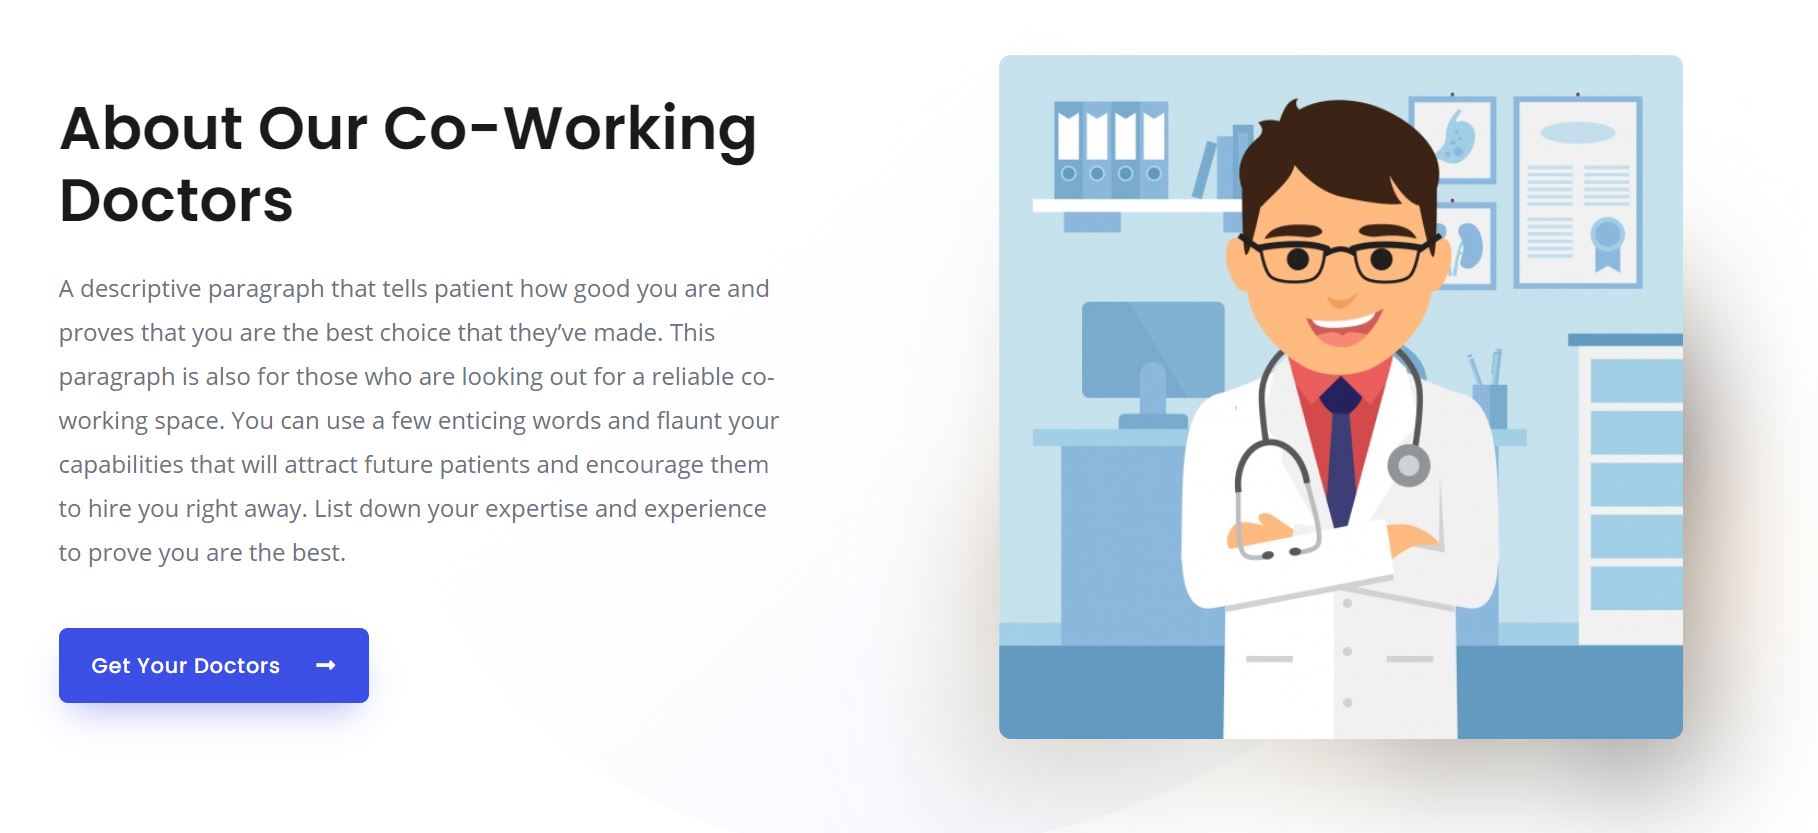 About Our Co-Working
Doctors
A descriptive paragraph that tells patient how good you are and
proves that you are the best choice that they’ve made. This
paragraph is also for those who are looking out for a reliable co-
working space. You can use a few enticing words and flaunt your
capabilities that will attract future patients and encourage them
to hire you right away. List down your expertise and experience
to prove you are the best.
Get Your Doctors